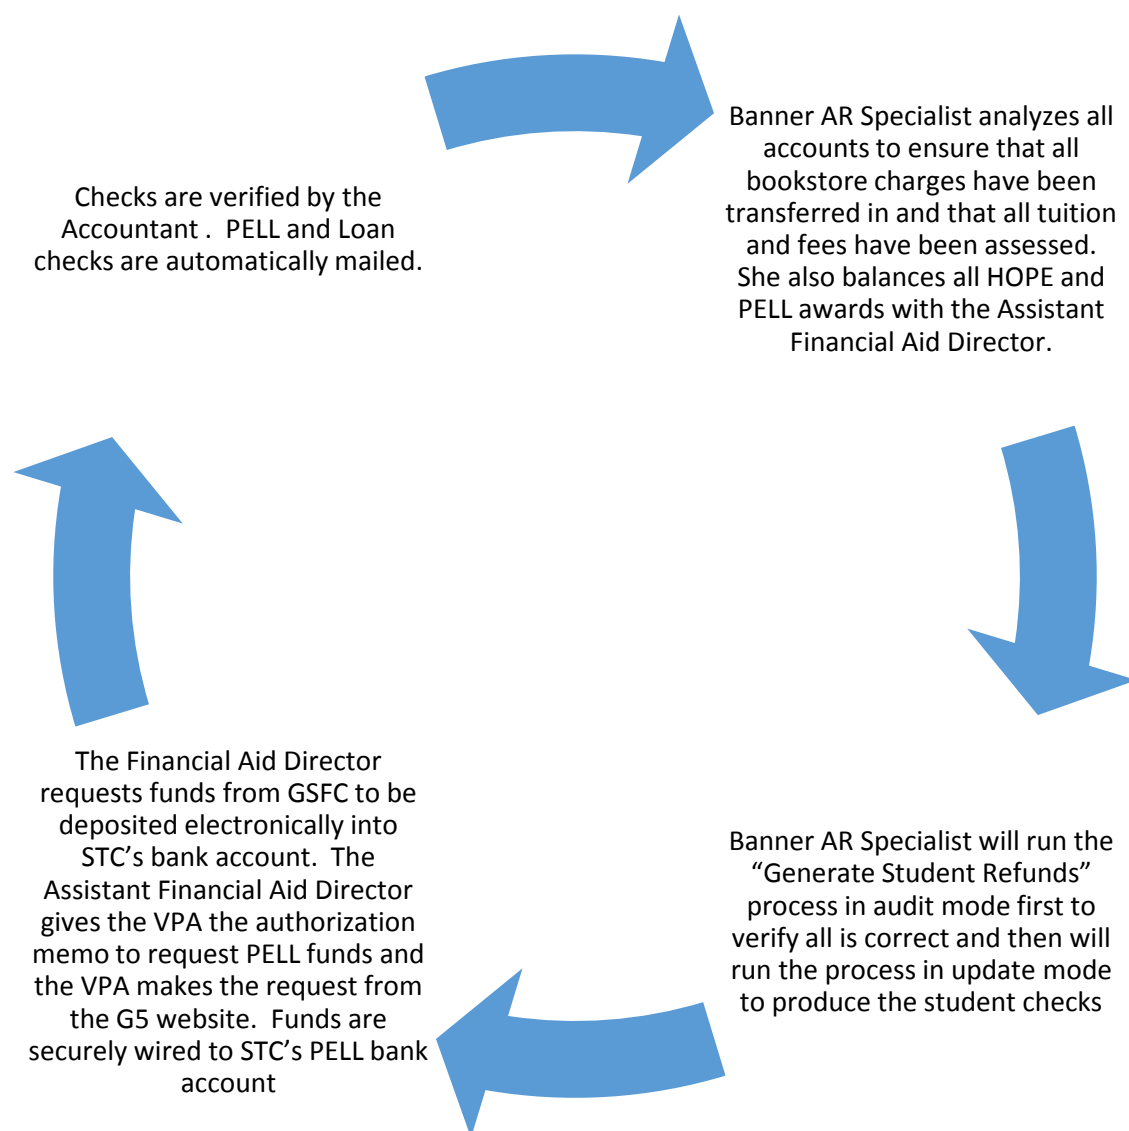 Checks are verified by the
Accountant .  PELL and Loan
checks are automatically mailed.
Banner AR Specialist analyzes all
accounts to ensure that all
bookstore charges have been
transferred in and that all tuition
and fees have been assessed.
She also balances all HOPE and
PELL awards with the Assistant
Financial Aid Director.
Banner AR Specialist will run the
“Generate Student Refunds”
process in audit mode first to
verify all is correct and then will
run the process in update mode
to produce the student checks
The Financial Aid Director
requests funds from GSFC to be
deposited electronically into
STC’s bank account.  The
Assistant Financial Aid Director
gives the VPA the authorization
memo to request PELL funds and
the VPA makes the request from
the G5 website.  Funds are
securely wired to STC’s PELL bank
account